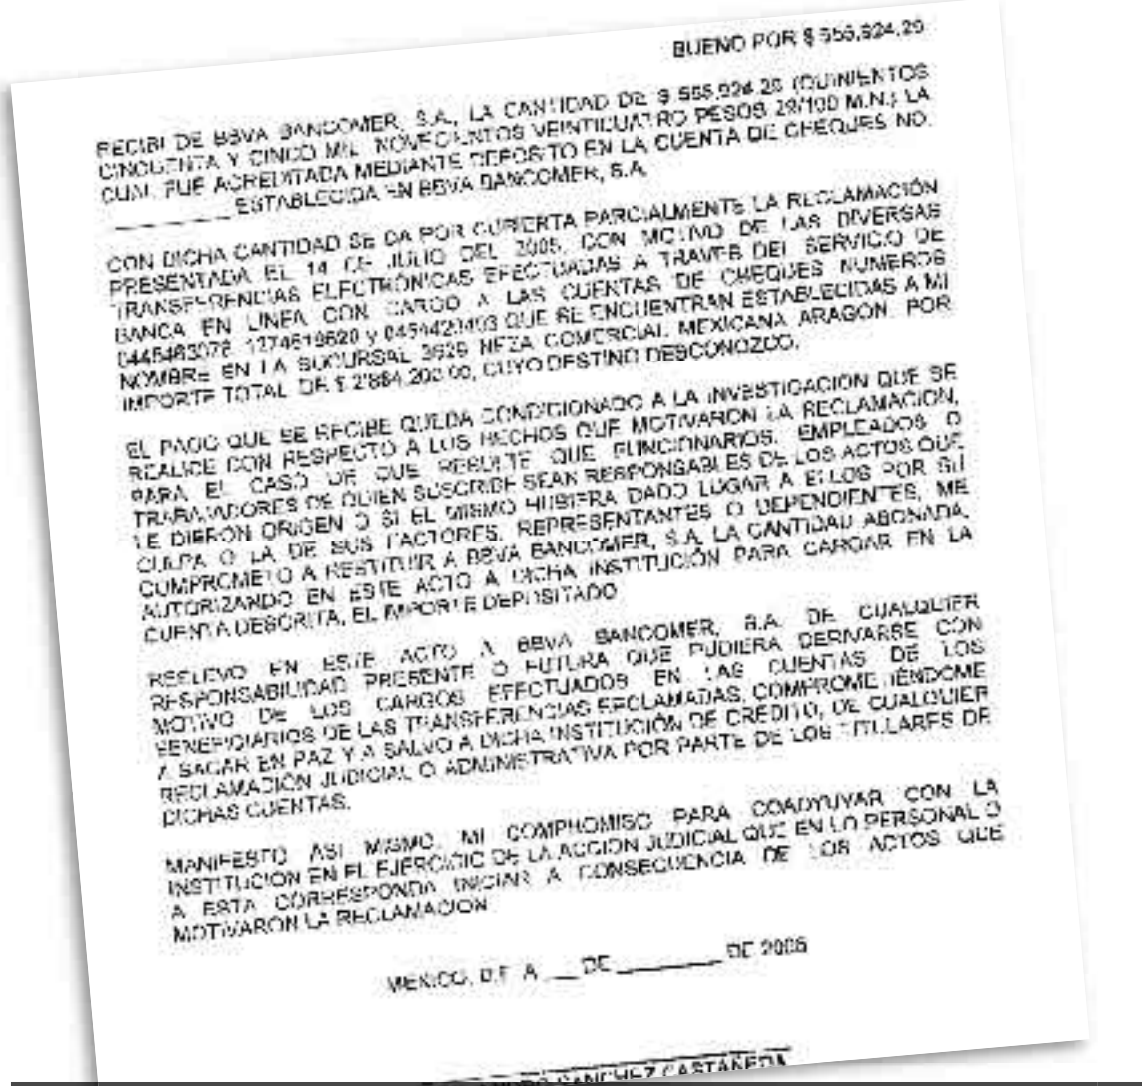 BUENO POR $ 555,924.29
RECIBI DE BBVA BANCOMER, S.A., LA CANTIDAD DE $ 555,924.29 (QUINIENTOS
CINCUENTA Y CINCO MIL NOVECIENTOS VEINTICUATRO PESOS 29/100 M.N.) LA
CUAL FUE ACREDITADA MEDIANTE DEPOSITO EN LA CUENTA DE CHEQUES NO.
__________ ESTABLECIDA EN BBVA BANCOMER, S.A.
CON DICHA CANTIDAD SE DA POR CUBIERTA PARCIALMENTE LA RECLAMACIÓN
PRESENTADA EL 14 DE JULIO DEL 2005, CON MOTIVO DE LAS DIVERSAS
TRANSFERENCIAS ELECTRÓNICAS EFECTUADAS A TRAVES DEL SERVICIO DE
BANCA EN LINEA CON CARGO A LAS CUENTAS DE CHEQUES NUMEROS
y QUE SE ENCUENTRAN ESTABLECIDAS A MI
NOMBRE EN LA SUCURSAL 3629 NEZA COMERCIAL MEXICANA ARAGON, POR
IMPORTE TOTAL DE $ CUYO DESTINO DESCONOZCO.
EL PAGO QUE SE RECIBE QUEDA CONDICIONADO A LA INVESTIGACION QUE SE
REALICE CON RESPECTO A LOS HECHOS QUE MOTIVARON LA RECLAMACION,
PARA EL CASO DE QUE RESULTE QUE FUNCIONARIOS, EMPLEADOS O
TRABAJADORES DE QUIEN SUSCRIBE SEAN RESPONSABLES DE LOS ACTOS QUE
LE DIERON ORIGEN O SI EL MISMO HUBIERA DADO LUGAR A ELLOS POR SU
CULPA O LA DE SUS FACTORES, REPRESENTANTES O DEPENDIENTES, ME
COMPROMETO A RESTITUIR A BBVA BANCOMER, S.A. LA CANTIDAD ABONADA,
AUTORIZANDO EN ESTE ACTO A DICHA INSTITUCIÓN PARA CARGAR EN LA
CUENTA DESCRITA, EL IMPORTE DEPOSITADO
RELEVO EN ESTE ACTO A BBVA BANCOMER, S.A. DE CUALQUIER
RESPONSABILIDAD PRESENTE O FUTURA QUE PUDIERA DERIVARSE CON
MOTIVO DE LOS CARGOS EFECTUADOS EN LAS CUENTAS DE LOS
BENEFICIARIOS DE LAS TRANSFERENCIAS RECLAMADAS, COMPROMETIÉNDOME
A SACAR EN PAZ Y A SALVO A DICHA INSTITUCIÓN DE CREDITO, DE CUALQUIER
RECLAMACIÓN JUDICIAL O ADMINISTRATIVA POR PARTE DE LOS TITULARES DE
DICHAS CUENTAS.
MANIFIESTO ASI MISMO, MI COMPROMISO PARA COADYUVAR CON LA
INSTITUCION EN EL EJERCICIO DE LA ACCION JUDICIAL QUE EN LO PERSONAL O
A ESTA CORRESPONDA INICIAR A CONSECUENCIA DE LOS ACTOS QUE
MOTIVARON LA RECLAMACION
MEXICO, D.F. A ___ DE __________ DE 2006
SANCHEZ CASTAÑEDA